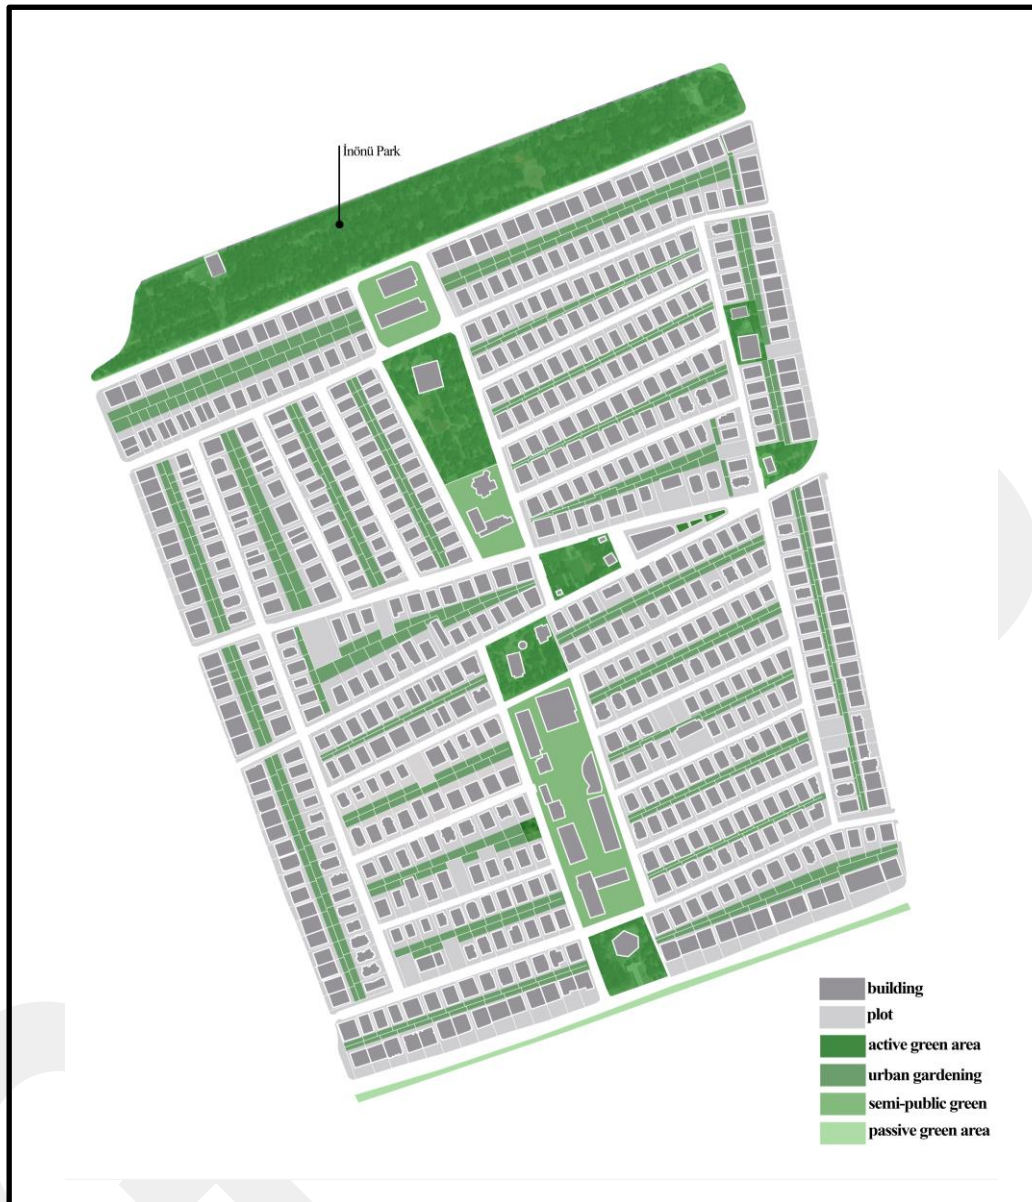 İnönü Park
building
plot
active green area
urban gardening
semi-public green
passive green area